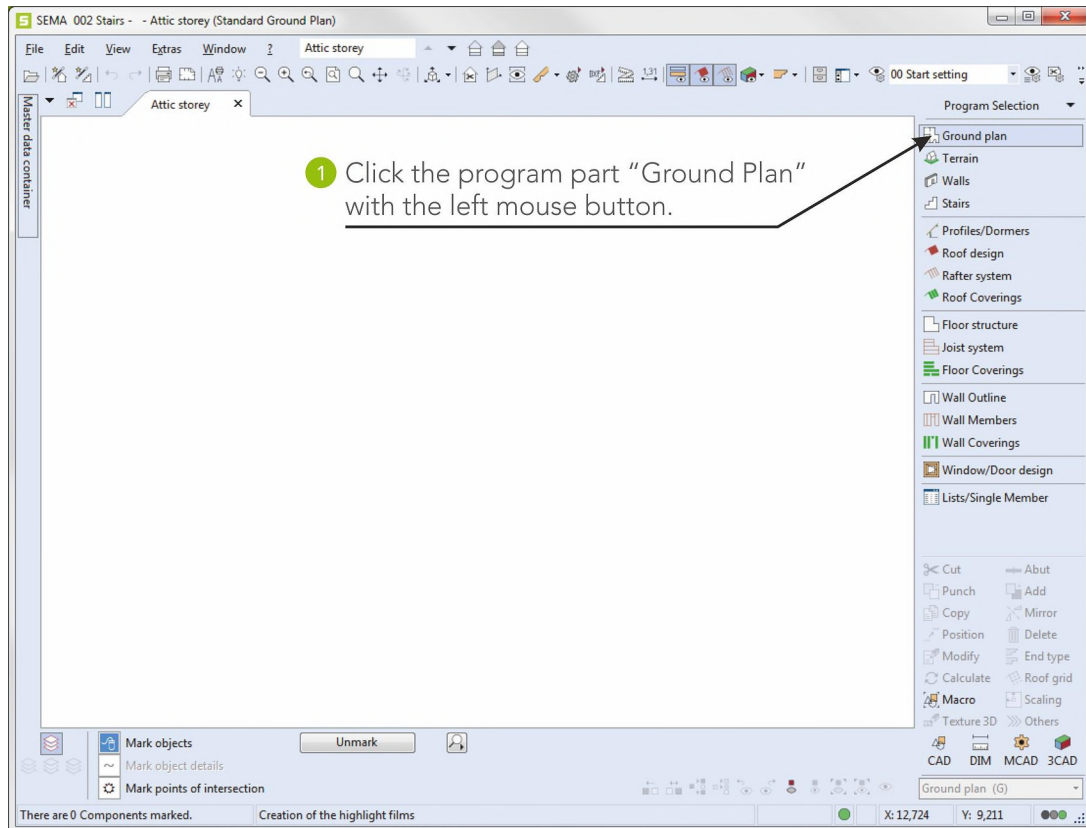 SEMA 002 Stairs - - Attic storey (Standard Ground Plan)
File Edit View Extras Window ? Attic storey
00 Start setting
Master data container
Attic storey
Program Selection
1 Click the program part “Ground Plan”
with the left mouse button.
Ground plan
Terrain
Walls
Stairs
Profiles/Dormers
Roof design
Rafter system
Roof Coverings
Floor structure
Joist system
Floor Coverings
Wall Outline
Wall Members
Wall Coverings
Window/Door design
Lists/Single Member
Cut Abut
Punch Add
Copy Mirror
Position Delete
Modify End type
Calculate Roof grid
Macro Scaling
Texture 3D Others
CAD DIM MCAD 3CAD
Ground plan (G)
Mark objects Unmark
Mark object details
Mark points of intersection
There are 0 Components marked. Creation of the highlight films X: 12,724 Y: 9,211